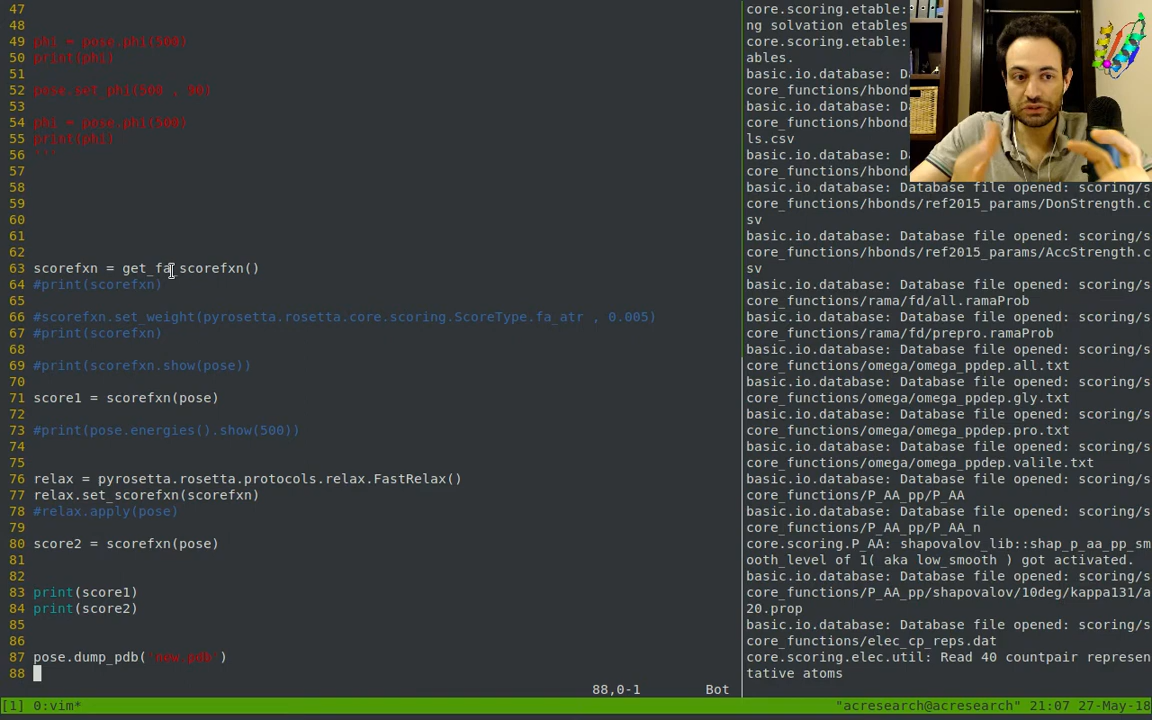 47
48
49 phi = pose.phi(500)
50 print(phi)
51
52 pose.set_phi(500 , 90)
53
54 phi = pose.phi(500)
55 print(phi)
56 '''
57
58
59
60
61
62
63 scorefxn = get_fa_scorefxn()
64 #print(scorefxn)
65
66 #scorefxn.set_weight(pyrosetta.rosetta.core.scoring.ScoreType.fa_atr , 0.005)
67 #print(scorefxn)
68
69 #print(scorefxn.show(pose))
70
71 score1 = scorefxn(pose)
72
73 #print(pose.energies().show(500))
74
75
76 relax = pyrosetta.rosetta.protocols.relax.FastRelax()
77 relax.set_scorefxn(scorefxn)
78 #relax.apply(pose)
79
80 score2 = scorefxn(pose)
81
82
83 print(score1)
84 print(score2)
85
86
87 pose.dump_pdb('new.pdb')
88
88,0-1 Bot
core.scoring.etable:
ng solvation etables
core.scoring.etable:
ables.
basic.io.database: Da
core_functions/hbond
basic.io.database: Da
core_functions/hbond
ls.csv
basic.io.database: Da
core_functions/hbond
basic.io.database: Database file opened: scoring/s
core_functions/hbonds/ref2015_params/DonStrength.c
sv
basic.io.database: Database file opened: scoring/s
core_functions/hbonds/ref2015_params/AccStrength.c
sv
basic.io.database: Database file opened: scoring/s
core_functions/rama/fd/all.ramaProb
basic.io.database: Database file opened: scoring/s
core_functions/rama/fd/prepro.ramaProb
basic.io.database: Database file opened: scoring/s
core_functions/omega/omega_ppdep.all.txt
basic.io.database: Database file opened: scoring/s
core_functions/omega/omega_ppdep.gly.txt
basic.io.database: Database file opened: scoring/s
core_functions/omega/omega_ppdep.pro.txt
basic.io.database: Database file opened: scoring/s
core_functions/omega/omega_ppdep.valile.txt
basic.io.database: Database file opened: scoring/s
core_functions/P_AA_pp/P_AA
basic.io.database: Database file opened: scoring/s
core_functions/P_AA_pp/P_AA_n
core.scoring.P_AA: shapovalov_lib::shap_p_aa_pp_sm
ooth_level of 1( aka low_smooth ) got activated.
basic.io.database: Database file opened: scoring/s
core_functions/P_AA_pp/shapovalov/10deg/kappa131/a
20.prop
basic.io.database: Database file opened: scoring/s
core_functions/elec_cp_reps.dat
core.scoring.elec.util: Read 40 countpair represen
tative atoms
[1] 0:vim* "acresearch@acresearch" 21:07 27-May-18